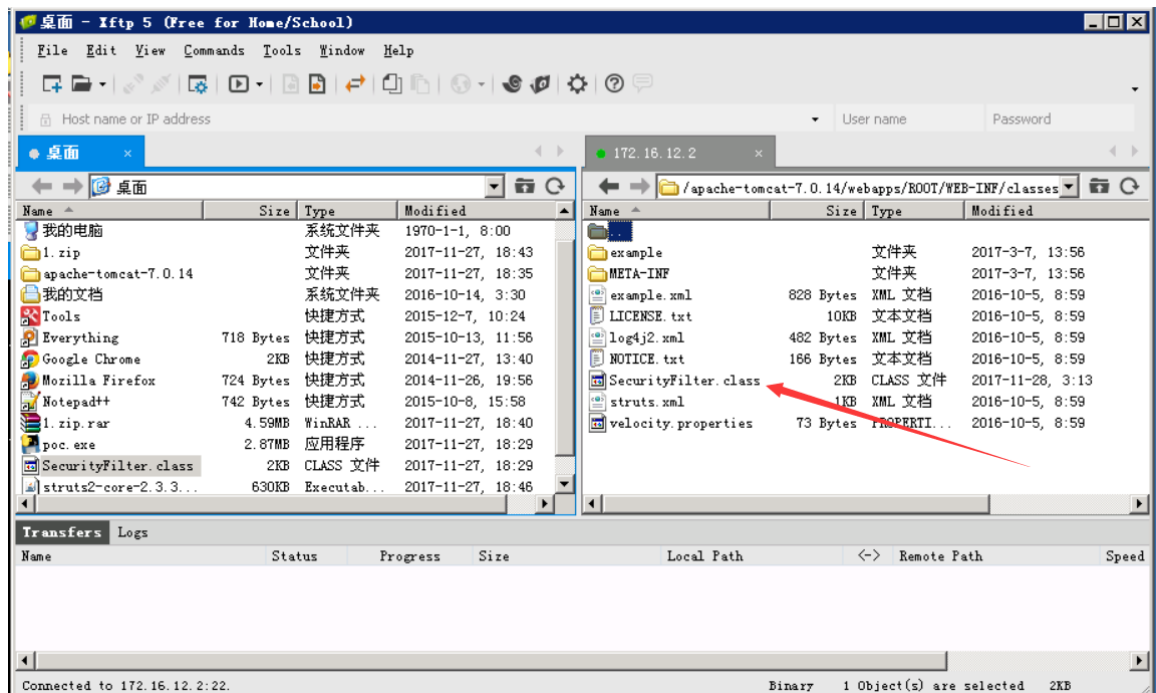 桌面 - Xftp 5 (Free for Home/School)
File Edit View Commands Tools Window Help
Host name or IP address User name Password
桌面 × 172.16.12.2 ×
桌面
/apache-tomcat-7.0.14/webapps/ROOT/WEB-INF/classes
Name Size Type Modified
我的电脑 系统文件夹 1970-1-1, 8:00
1.zip 文件夹 2017-11-27, 18:43
apache-tomcat-7.0.14 文件夹 2017-11-27, 18:35
我的文档 系统文件夹 2016-10-14, 3:30
Tools 快捷方式 2015-12-7, 10:24
Everything 718 Bytes 快捷方式 2015-10-13, 11:56
Google Chrome 2KB 快捷方式 2014-11-27, 13:40
Mozilla Firefox 724 Bytes 快捷方式 2014-11-26, 19:56
Notepad++ 742 Bytes 快捷方式 2015-10-8, 15:58
1.zip.rar 4.59MB WinRAR ... 2017-11-27, 18:40
poc.exe 2.87MB 应用程序 2017-11-27, 18:29
SecurityFilter.class 2KB CLASS 文件 2017-11-27, 18:29
struts2-core-2.3.3... 630KB Executab... 2017-11-27, 18:46
Name Size Type Modified
..
example 文件夹 2017-3-7, 13:56
META-INF 文件夹 2017-3-7, 13:56
example.xml 828 Bytes XML 文档 2016-10-5, 8:59
LICENSE.txt 10KB 文本文档 2016-10-5, 8:59
log4j2.xml 482 Bytes XML 文档 2016-10-5, 8:59
NOTICE.txt 166 Bytes 文本文档 2016-10-5, 8:59
SecurityFilter.class 2KB CLASS 文件 2017-11-28, 3:13
struts.xml 1KB XML 文档 2016-10-5, 8:59
velocity.properties 73 Bytes PROPERTI... 2016-10-5, 8:59
Transfers Logs
Name Status Progress Size Local Path <-> Remote Path Speed
Connected to 172.16.12.2:22. Binary 1 Object(s) are selected 2KB